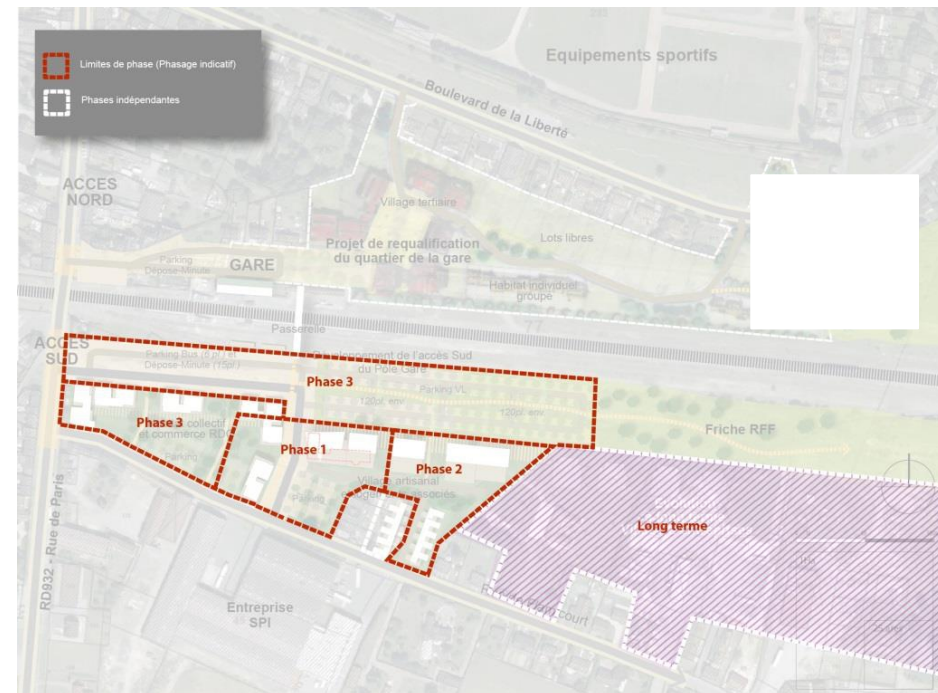 Limites de phase (Phasage indicatif)
Phases indépendantes
Equipements sportifs
Boulevard de la Liberté
ACCES
NORD
Village tertiaire
Projet de requalification
du quartier de la gare
Lots libres
Parking
Dépose-Minute
GARE
Habitat individuel
groupé
Passerelle
ACCES
SUD
Parking Bus (6 pl.) et
Dépose-Minute (15pl.)
Développement de l'accès Sud
du Pôle Gare
Phase 3
Parking VL
120pl. env.
120pl. env.
Phase 3
collectif
et commerce RDC
Friche RFF
Phase 1
Phase 2
Parking
Village artisanal
Parking
associés
Long terme
RD932 - Rue de Paris
Entreprise
SPI